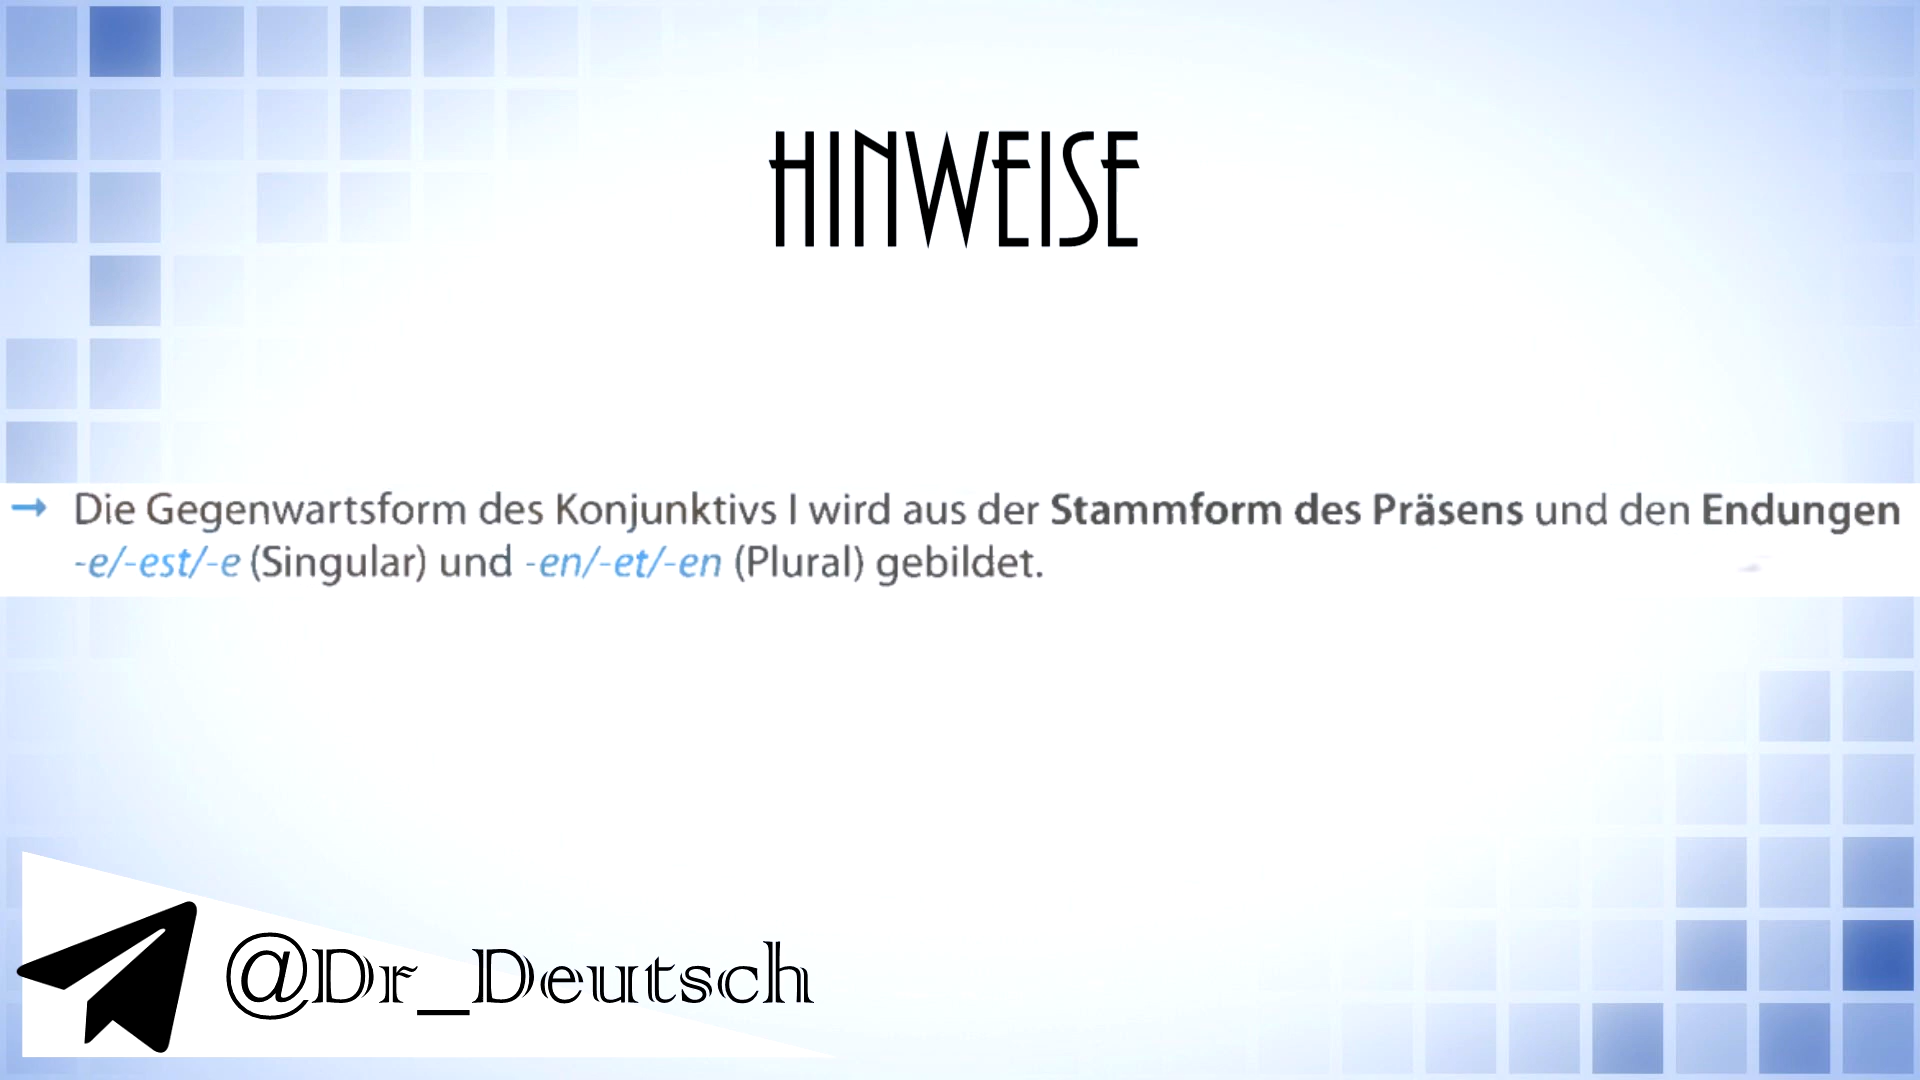 HINWEISE
→ Die Gegenwartsform des Konjunktivs I wird aus der Stammform des Präsens und den Endungen
-e/-est/-e (Singular) und -en/-et/-en (Plural) gebildet.
@Dr_Deutsch